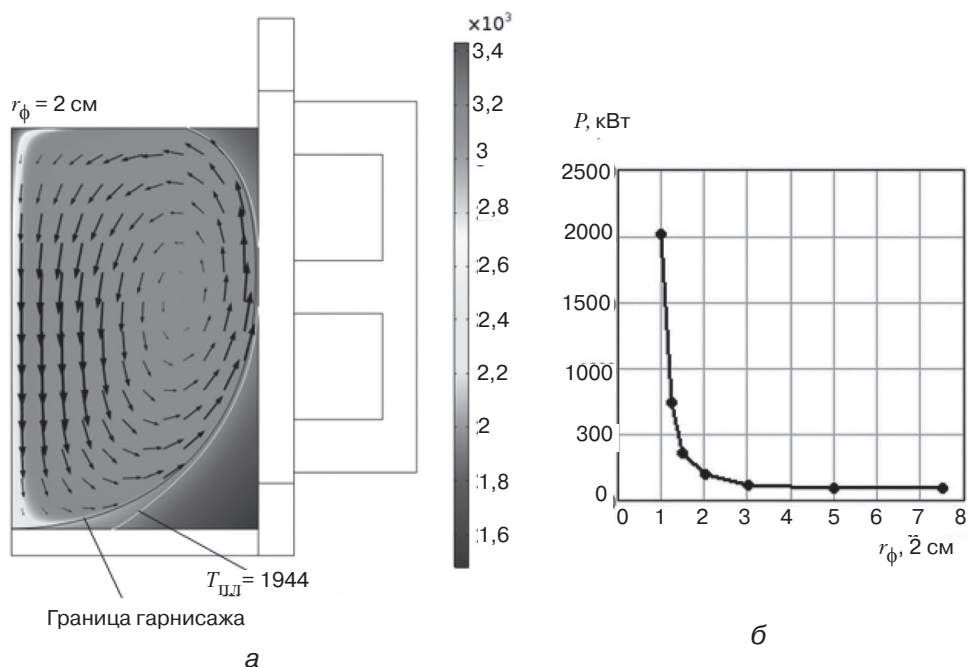 ×10³
3,4
r_ф = 2 см
3,2
3
2,8
2,6
2,4
2,2
2
1,8
1,6
T_пл = 1944
Граница гарнисажа
а
P, кВт
2500
2000
1500
1000
300
0
0 1 2 3 4 5 6 7 8
r_ф, 2 см
б